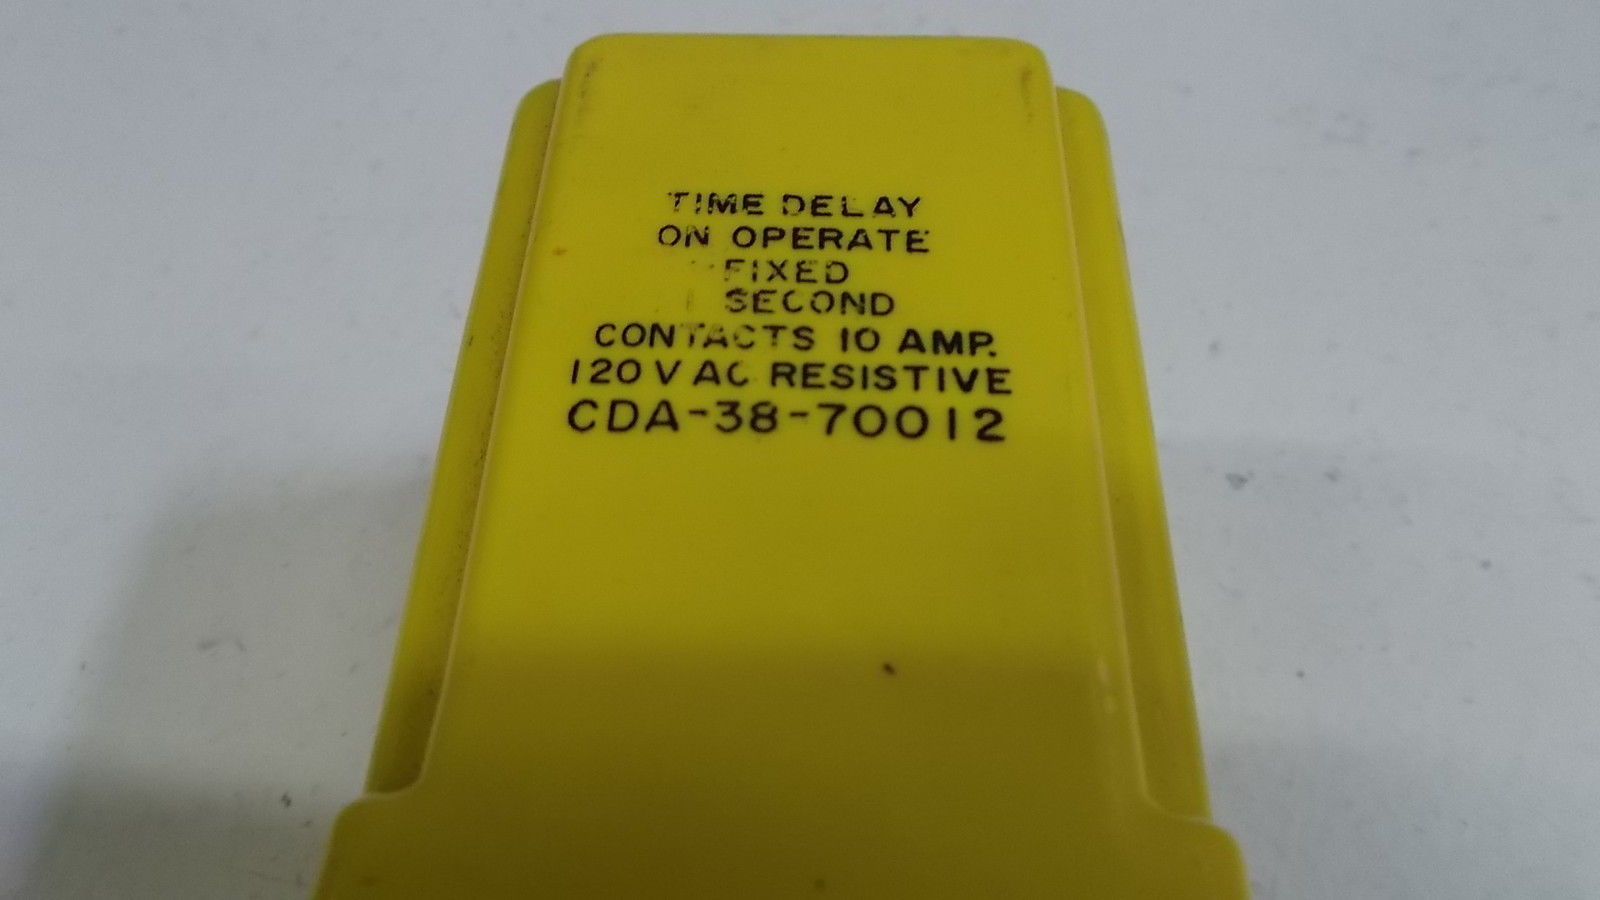 TIME DELAY
ON OPERATE
FIXED
SECOND
CONTACTS 10 AMP.
120 V AC RESISTIVE
CDA-38-70012